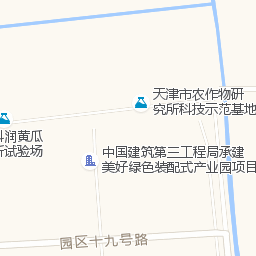 天津市农作物研
究所科技示范基地
科润黄瓜
新试验场
中国建筑第三工程局承建
美好绿色装配式产业园项目
园区十九号路